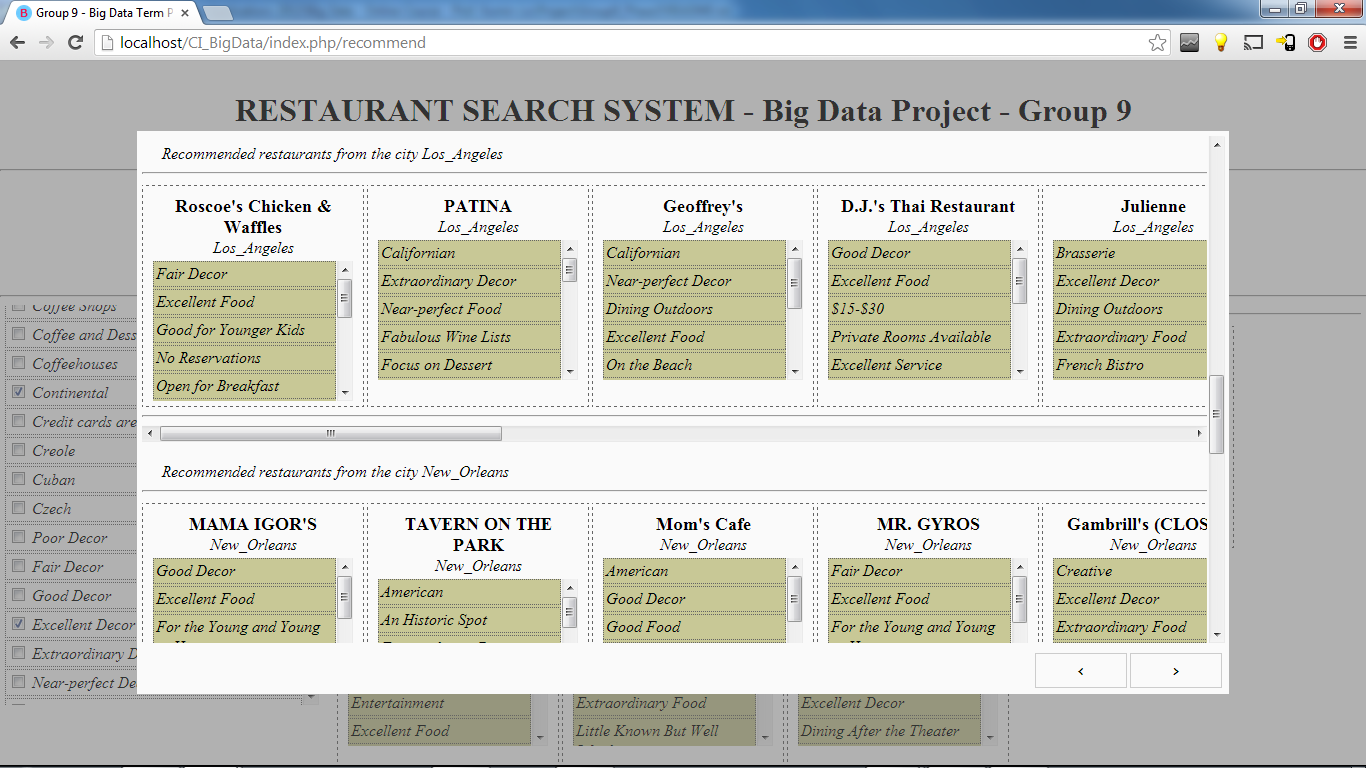 Group 9 - Big Data Term P
localhost/CI_BigData/index.php/recommend
RESTAURANT SEARCH SYSTEM - Big Data Project - Group 9
Recommended restaurants from the city Los_Angeles
Roscoe's Chicken &
Waffles
Los_Angeles
Fair Decor
Excellent Food
Good for Younger Kids
No Reservations
Open for Breakfast
PATINA
Los_Angeles
Californian
Extraordinary Decor
Near-perfect Food
Fabulous Wine Lists
Focus on Dessert
Geoffrey's
Los_Angeles
Californian
Near-perfect Decor
Dining Outdoors
Excellent Food
On the Beach
D.J.'s Thai Restaurant
Los_Angeles
Good Decor
Excellent Food
$15-$30
Private Rooms Available
Excellent Service
Julienne
Los_Angeles
Brasserie
Excellent Decor
Dining Outdoors
Extraordinary Food
French Bistro
Recommended restaurants from the city New_Orleans
MAMA IGOR'S
New_Orleans
Good Decor
Excellent Food
For the Young and Young
TAVERN ON THE
PARK
New_Orleans
American
An Historic Spot
Mom's Cafe
New_Orleans
American
Good Decor
Good Food
MR. GYROS
New_Orleans
Fair Decor
Excellent Food
For the Young and Young
Gambrill's (CLOS
New_Orleans
Creative
Excellent Decor
Extraordinary Food
< >
Coffee Shops
Coffee and Dess
Coffeehouses
Continental
Credit cards are
Creole
Cuban
Czech
Poor Decor
Fair Decor
Good Decor
Excellent Decor
Extraordinary D
Near-perfect De
Entertainment
Excellent Food
Extraordinary Food
Little Known But Well
Excellent Decor
Dining After the Theater